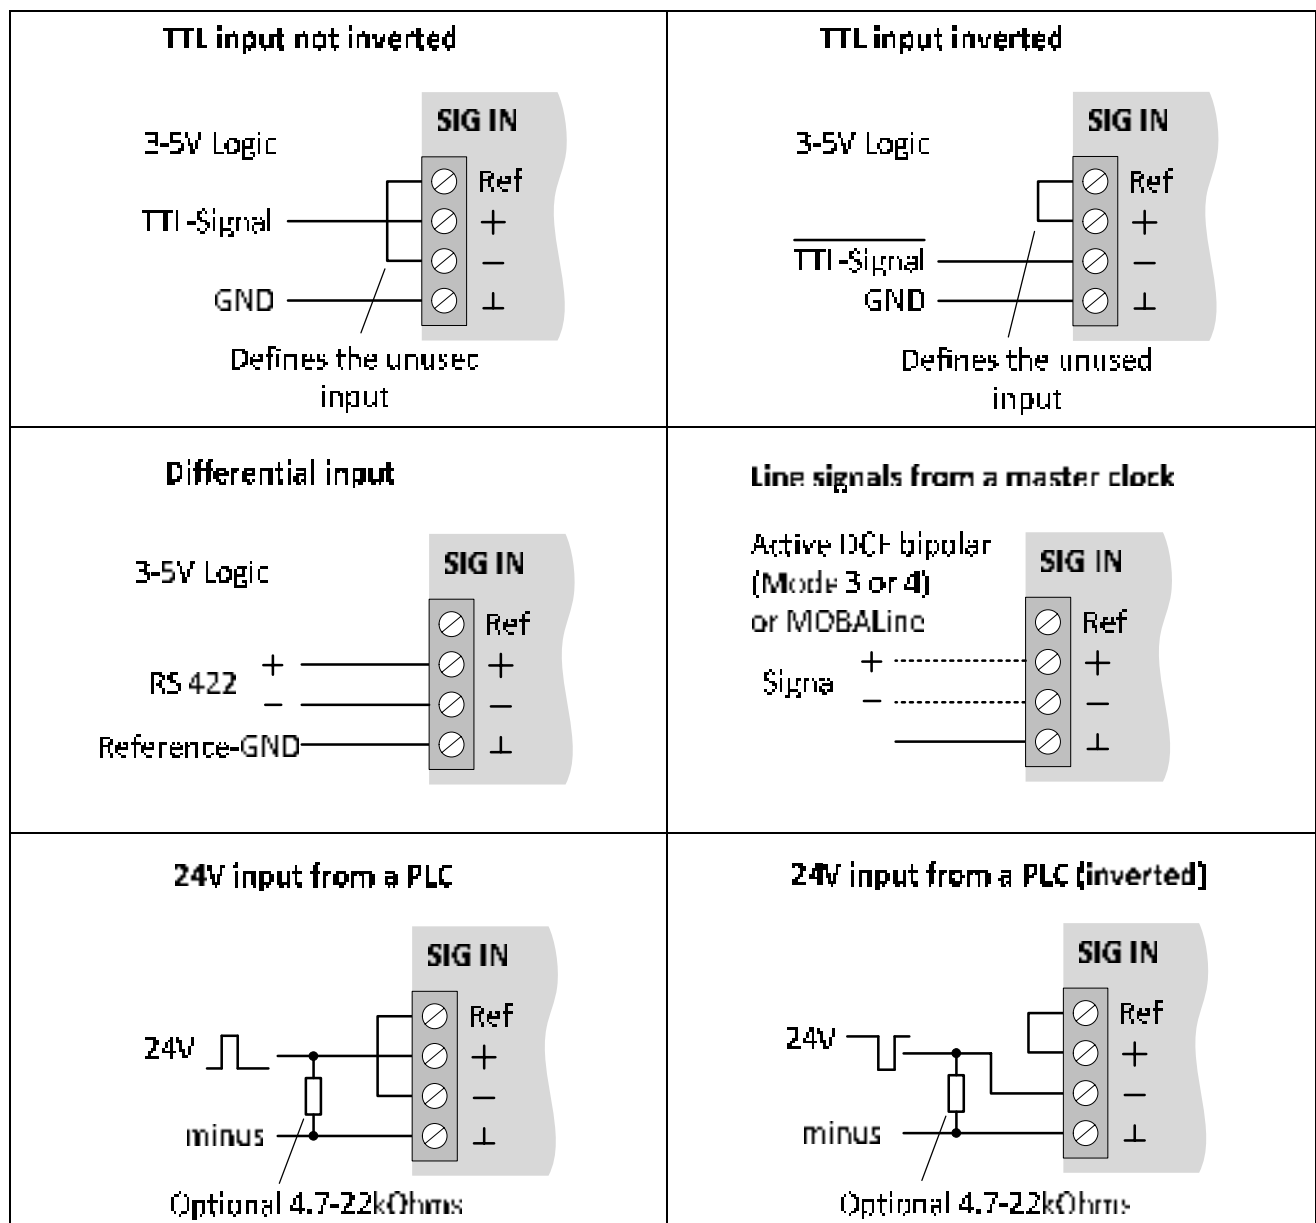 TTL input not inverted
SIG IN
3-5V Logic
Ref
TTL-Signal
+
−
GND
⊥
Defines the unused
input
TTL input inverted
SIG IN
3-5V Logic
Ref
+
TTL-Signal
−
GND
⊥
Defines the unused
input
Differential input
SIG IN
3-5V Logic
Ref
+ +
RS 422
− −
Reference-GND
⊥
Line signals from a master clock
Active DCF bipolar
SIG IN
(Mode 3 or 4)
or MOBALine
Ref
+ +
Signal
− −
⊥
24V input from a PLC
SIG IN
Ref
24V
+
−
minus
⊥
Optional 4.7-22kOhms
24V input from a PLC (inverted)
SIG IN
Ref
24V
+
−
minus
⊥
Optional 4.7-22kOhms